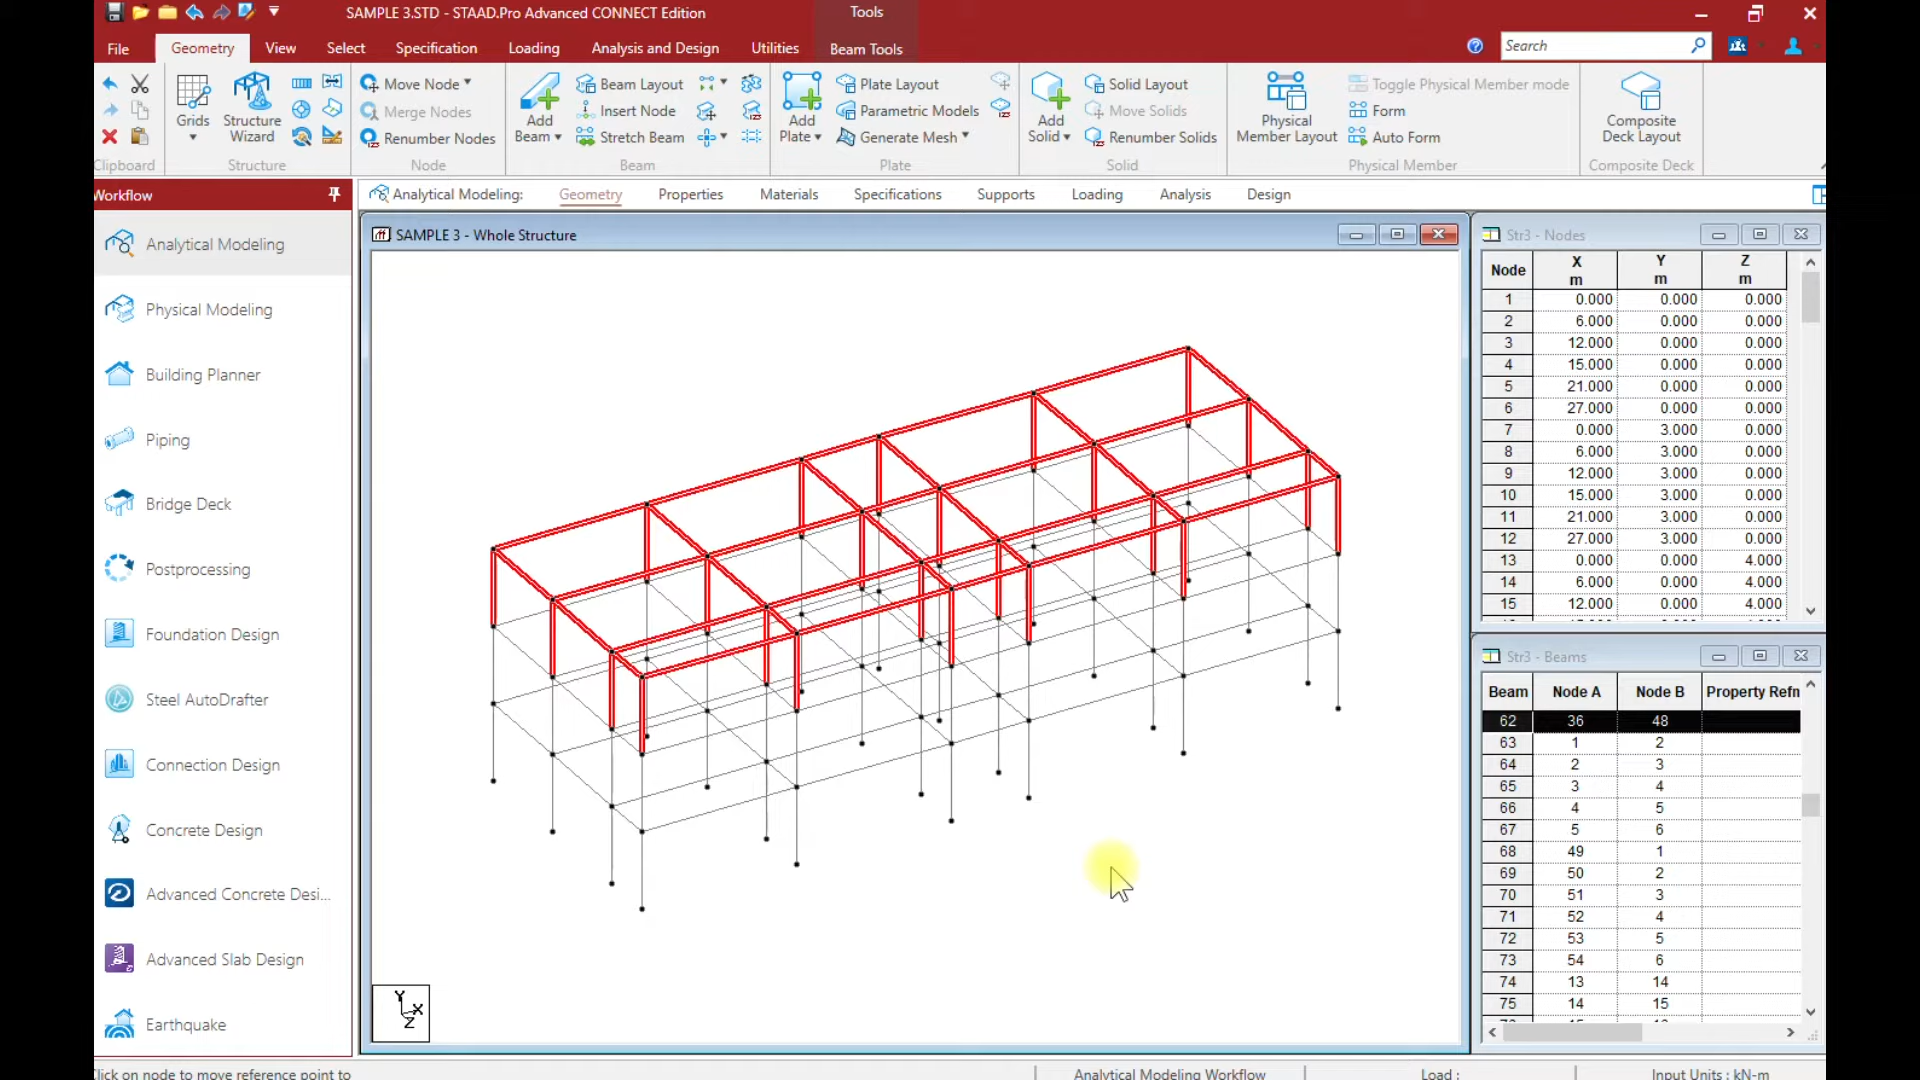 SAMPLE 3.STD - STAAD.Pro Advanced CONNECT Edition
Tools
File
Geometry
View
Select
Specification
Loading
Analysis and Design
Utilities
Beam Tools
Search
Grids
Structure Wizard
Structure
Clipboard
Move Node
Merge Nodes
Renumber Nodes
Node
Add Beam
Beam Layout
Insert Node
Stretch Beam
Beam
Add Plate
Plate Layout
Parametric Models
Generate Mesh
Plate
Add Solid
Solid Layout
Move Solids
Renumber Solids
Solid
Physical Member Layout
Toggle Physical Member mode
Form
Auto Form
Physical Member
Composite Deck Layout
Composite Deck
Workflow
Analytical Modeling
Physical Modeling
Building Planner
Piping
Bridge Deck
Postprocessing
Foundation Design
Steel AutoDrafter
Connection Design
Concrete Design
Advanced Concrete Desi...
Advanced Slab Design
Earthquake
Analytical Modeling:
Geometry
Properties
Materials
Specifications
Supports
Loading
Analysis
Design
SAMPLE 3 - Whole Structure
Y
X
Z
Str3 - Nodes
Node X m Y m Z m
1 0.000 0.000 0.000
2 6.000 0.000 0.000
3 12.000 0.000 0.000
4 15.000 0.000 0.000
5 21.000 0.000 0.000
6 27.000 0.000 0.000
7 0.000 3.000 0.000
8 6.000 3.000 0.000
9 12.000 3.000 0.000
10 15.000 3.000 0.000
11 21.000 3.000 0.000
12 27.000 3.000 0.000
13 0.000 0.000 4.000
14 6.000 0.000 4.000
15 12.000 0.000 4.000
Str3 - Beams
Beam Node A Node B Property Refn
62 36 48
63 1 2
64 2 3
65 3 4
66 4 5
67 5 6
68 49 1
69 50 2
70 51 3
71 52 4
72 53 5
73 54 6
74 13 14
75 14 15
Click on node to move reference point to
Analytical Modeling Workflow
Load :
Input Units : kN-m